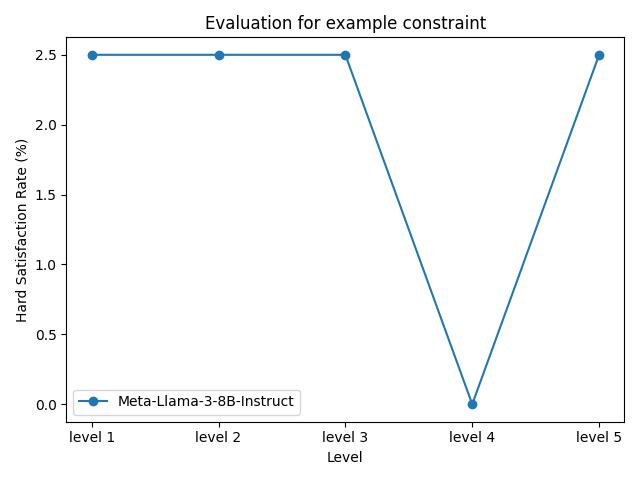 Evaluation for example constraint
Hard Satisfaction Rate (%)
2.5
2.0
1.5
1.0
0.5
0.0
Meta-Llama-3-8B-Instruct
level 1 level 2 level 3 level 4 level 5
Level